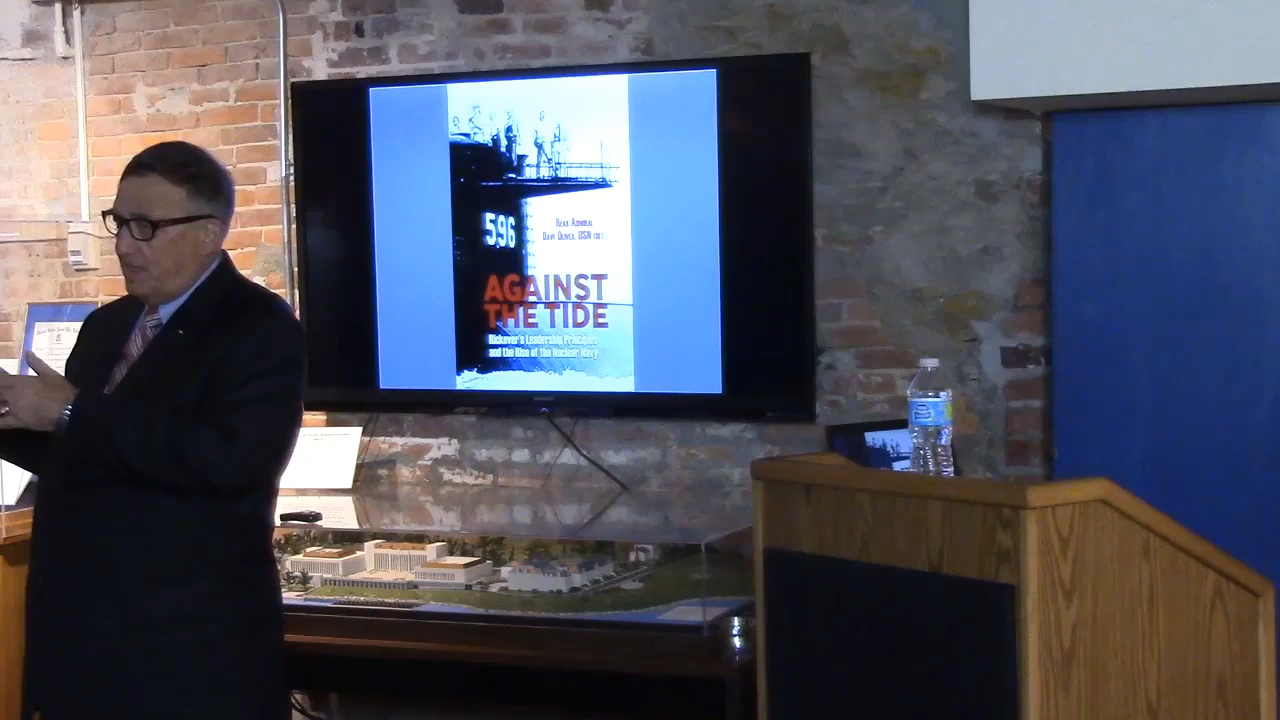 596
Rear Admiral
Dave Oliver, USN (ret)
AGAINST
THE TIDE
Rickover's Leadership Principles
and the Rise of the Nuclear Navy